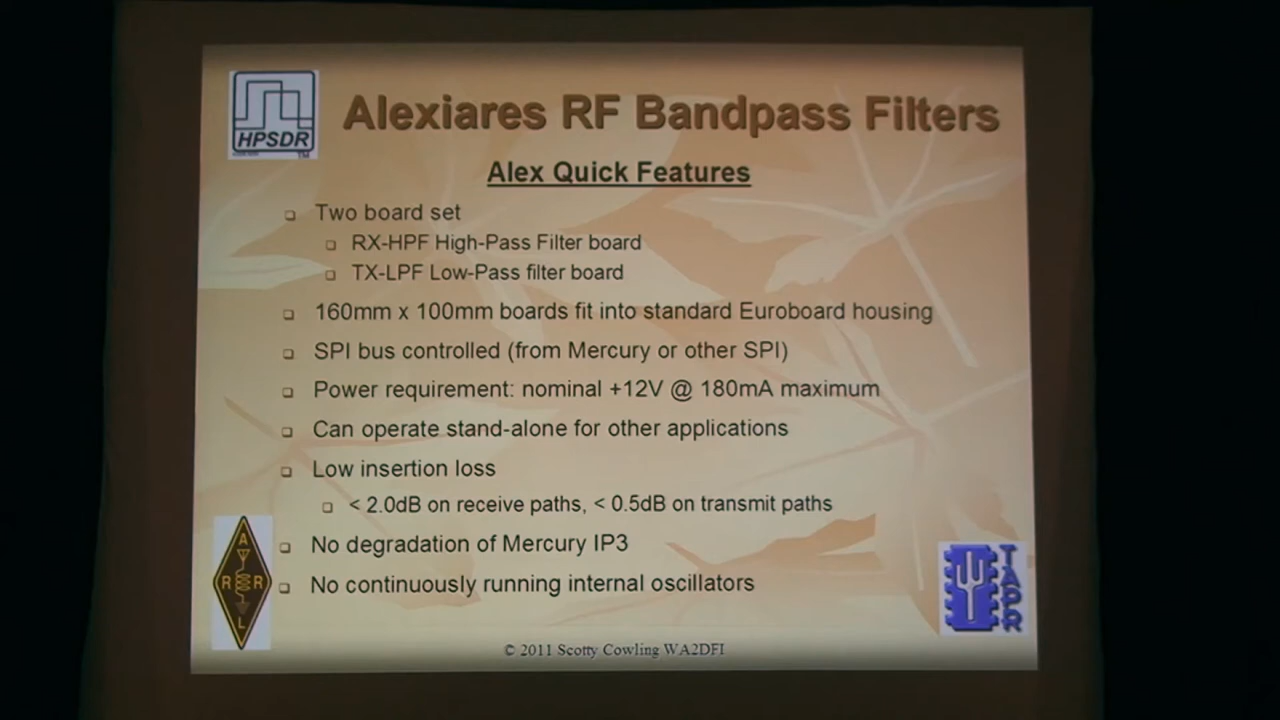 HPSDR
TM
Alexiares RF Bandpass Filters
Alex Quick Features
Two board set
RX-HPF High-Pass Filter board
TX-LPF Low-Pass filter board
160mm x 100mm boards fit into standard Euroboard housing
SPI bus controlled (from Mercury or other SPI)
Power requirement: nominal +12V @ 180mA maximum
Can operate stand-alone for other applications
Low insertion loss
< 2.0dB on receive paths, < 0.5dB on transmit paths
No degradation of Mercury IP3
No continuously running internal oscillators
A
R R
L
TAPR
© 2011 Scotty Cowling WA2DFI